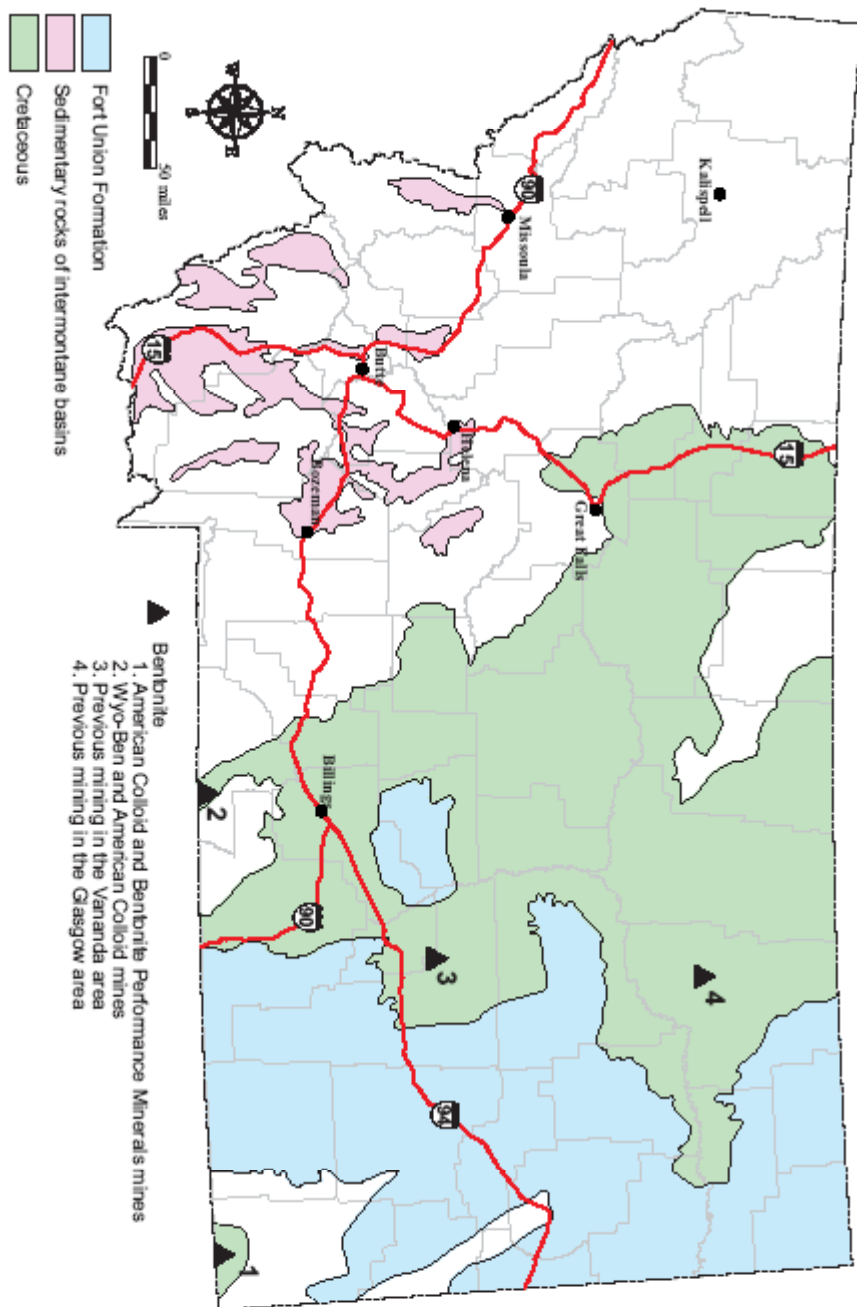 Kalispell
90
Missoula
15
Great Falls
Helena
Butte
Bozeman
15
Billings
90
94
4
3
2
1
N
W
E
S
0
50 miles
Fort Union Formation
Sedimentary rocks of intermontane basins
Cretaceous
Bentonite
1. American Colloid and Bentonite Performance Minerals mines
2. Wyo-Ben and American Colloid mines
3. Previous mining in the Vananda area
4. Previous mining in the Glasgow area